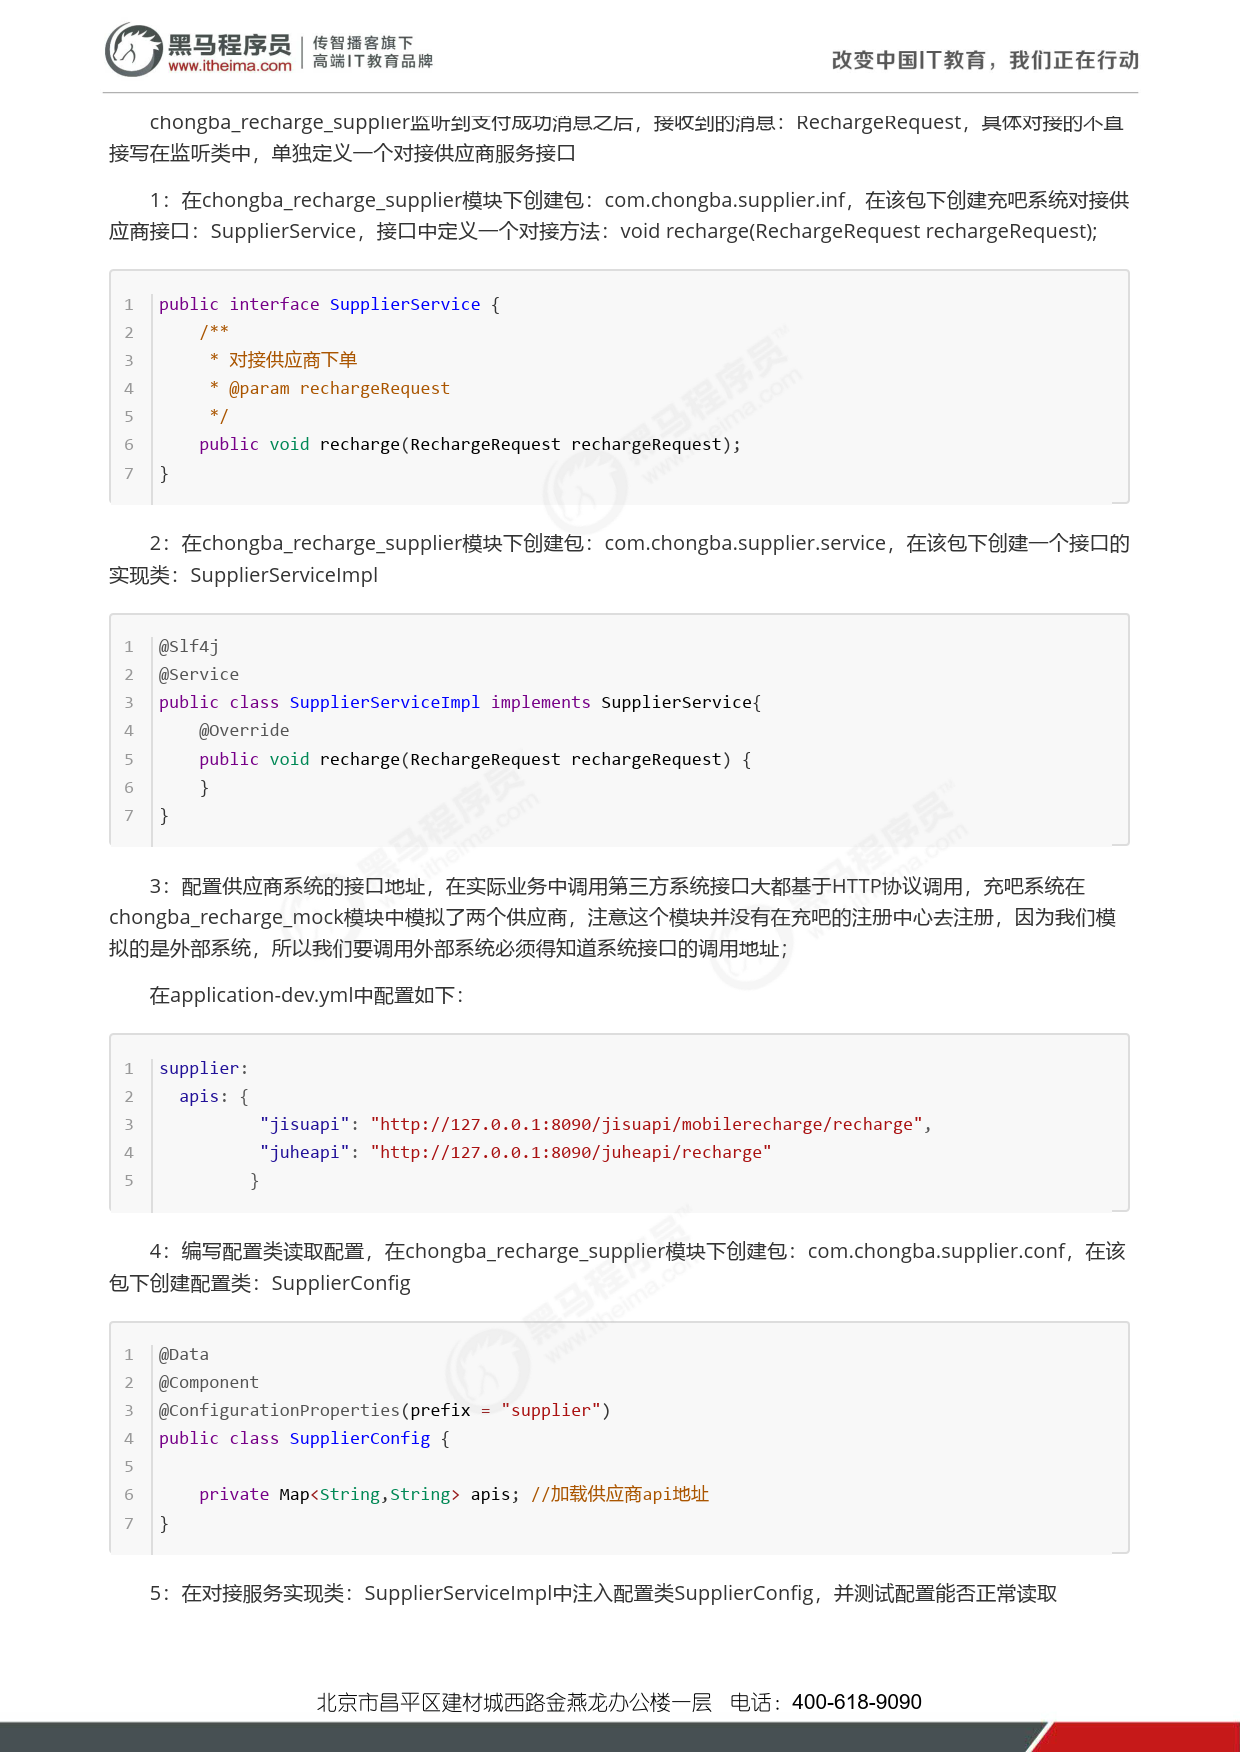 黑马程序员
www.itheima.com
传智播客旗下
高端IT教育品牌
改变中国IT教育，我们正在行动
chongba_recharge_supplier监听到支付成功消息之后，接收到的消息：RechargeRequest，具体对接的不直
接写在监听类中，单独定义一个对接供应商服务接口
1：在chongba_recharge_supplier模块下创建包：com.chongba.supplier.inf，在该包下创建充吧系统对接供
应商接口：SupplierService，接口中定义一个对接方法：void recharge(RechargeRequest rechargeRequest);
1 public interface SupplierService {
2     /**
3      * 对接供应商下单
4      * @param rechargeRequest
5      */
6     public void recharge(RechargeRequest rechargeRequest);
7 }
2：在chongba_recharge_supplier模块下创建包：com.chongba.supplier.service，在该包下创建一个接口的
实现类：SupplierServiceImpl
1 @Slf4j
2 @Service
3 public class SupplierServiceImpl implements SupplierService{
4     @Override
5     public void recharge(RechargeRequest rechargeRequest) {
6     }
7 }
3：配置供应商系统的接口地址，在实际业务中调用第三方系统接口大都基于HTTP协议调用，充吧系统在
chongba_recharge_mock模块中模拟了两个供应商，注意这个模块并没有在充吧的注册中心去注册，因为我们模
拟的是外部系统，所以我们要调用外部系统必须得知道系统接口的调用地址；
在application-dev.yml中配置如下：
1 supplier:
2   apis: {
3           "jisuapi": "http://127.0.0.1:8090/jisuapi/mobilerecharge/recharge",
4           "juheapi": "http://127.0.0.1:8090/juheapi/recharge"
5          }
4：编写配置类读取配置，在chongba_recharge_supplier模块下创建包：com.chongba.supplier.conf，在该
包下创建配置类：SupplierConfig
1 @Data
2 @Component
3 @ConfigurationProperties(prefix = "supplier")
4 public class SupplierConfig {
5
6     private Map<String,String> apis; //加载供应商api地址
7 }
5：在对接服务实现类：SupplierServiceImpl中注入配置类SupplierConfig，并测试配置能否正常读取
北京市昌平区建材城西路金燕龙办公楼一层   电话：400-618-9090